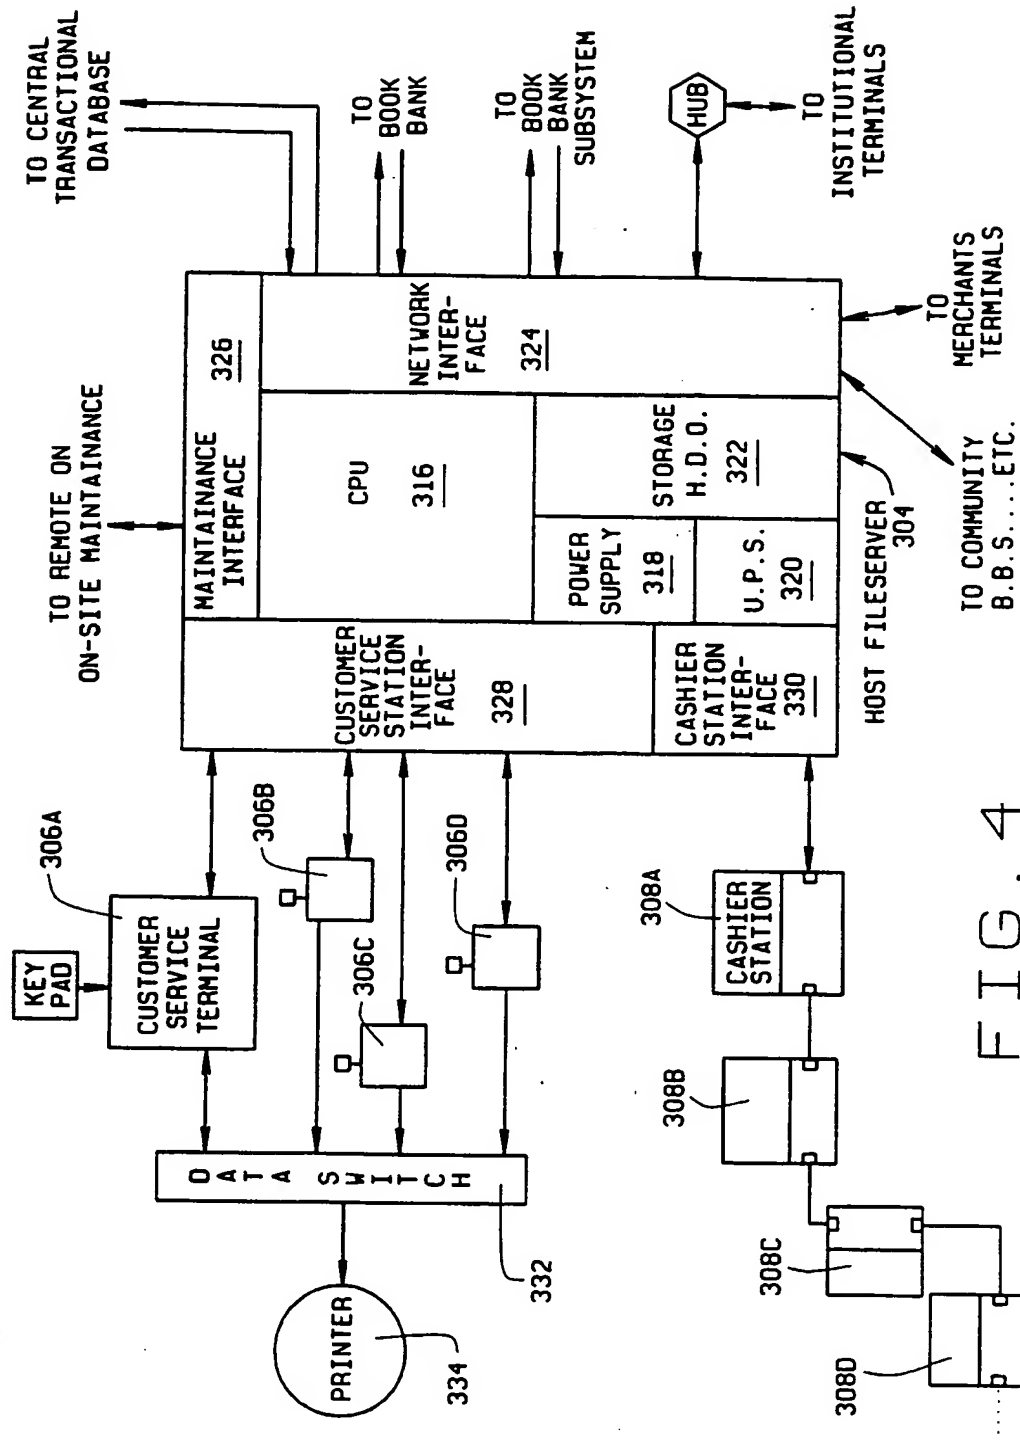 TO CENTRAL
TRANSACTIONAL
DATABASE
TO
BOOK
BANK
TO
BOOK
BANK
SUBSYSTEM
HUB
TO
INSTITUTIONAL
TERMINALS
TO REMOTE ON
ON-SITE MAINTAINANCE
MAINTAINANCE
INTERFACE
326
NETWORK
INTER-
FACE
324
CPU
316
STORAGE
H.D.O.
322
POWER
SUPPLY
318
U.P.S.
320
CUSTOMER
SERVICE
STATION
INTER-
FACE
328
CASHIER
STATION
INTER-
FACE
330
HOST FILESERVER
304
TO
MERCHANTS
TERMINALS
TO COMMUNITY
B.B.S....ETC.
306A
KEY
PAD
CUSTOMER
SERVICE
TERMINAL
306B
306C
306D
DATA SWITCH
332
PRINTER
334
308A
CASHIER
STATION
308B
308C
308D
FIG. 4